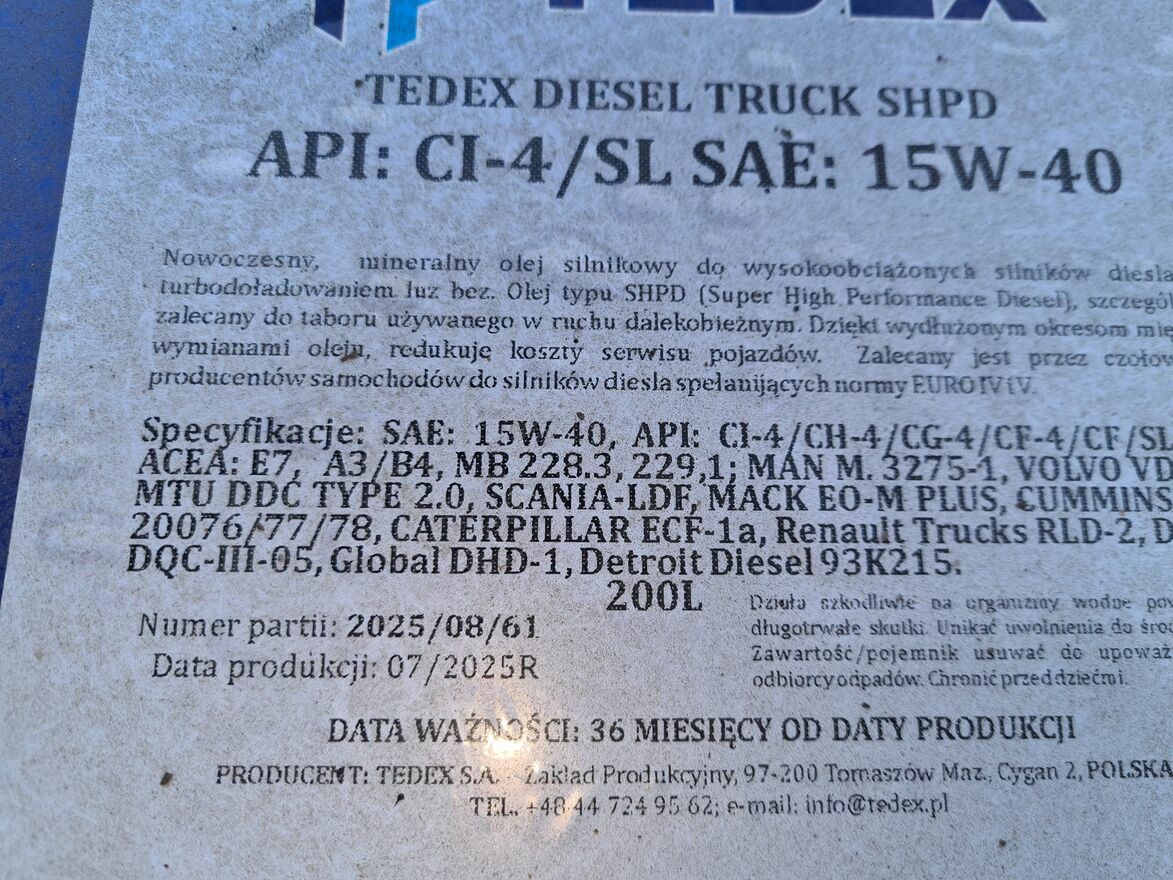 TEDEX
TEDEX DIESEL TRUCK SHPD
API: CI-4/SL SAE: 15W-40
Nowoczesny, mineralny olej silnikowy do wysokoobciążonych silników diesla
turbodoładowaniem luz bez. Olej typu SHPD (Super High Performance Diesel), szczegó
zalecany do taboru używanego w ruchu dalekobieżnym. Dzięki wydłużonym okresom mię
wymianami oleju, redukuję koszty serwisu pojazdów. Zalecany jest przez czoło
producentów samochodów do silników diesla spełaniijących normy EURO IV i V.
Specyfikacje: SAE: 15W-40, API: CI-4/CH-4/CG-4/CF-4/CF/SL
ACEA: E7, A3/B4, MB 228.3, 229,1; MAN M. 3275-1, VOLVO VD
MTU DDC TYPE 2.0, SCANIA-LDF, MACK EO-M PLUS, CUMMINS
20076/77/78, CATERPILLAR ECF-1a, Renault Trucks RLD-2, D
DQC-III-05, Global DHD-1, Detroit Diesel 93K215.
200L
Numer partii: 2025/08/61
Data produkcji: 07/2025R
Działa szkodliwie na organizmy wodne po
długotrwałe skutki. Unikać uwolnienia do śro
Zawartość/pojemnik usuwać do upoważ
odbiorcy odpadów. Chronić przed dziećmi.
DATA WAŻNOŚCI: 36 MIESIĘCY OD DATY PRODUKCJI
PRODUCENT: TEDEX S.A. - Zakład Produkcyjny, 97-200 Tomaszów Maz., Cygan 2, POLSKA
TEL. +48 44 724 95 62; e-mail: info@tedex.pl